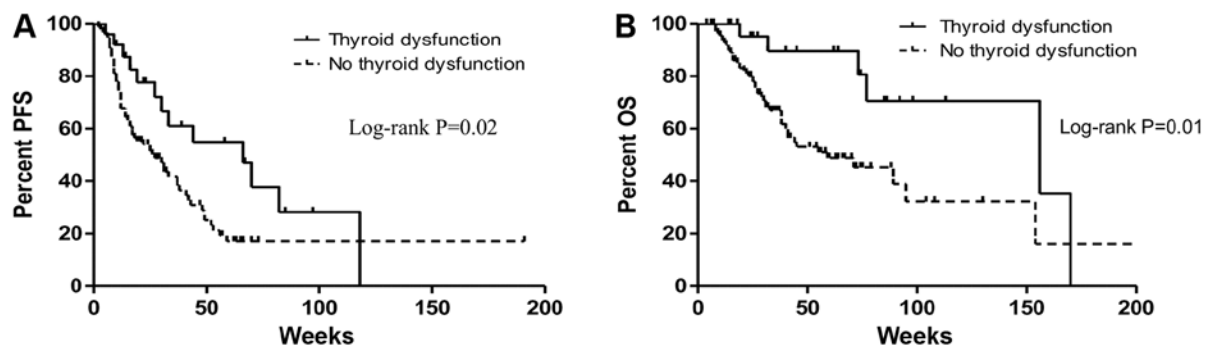 A
Percent PFS
100
80
60
40
20
0
Thyroid dysfunction
No thyroid dysfunction
Log-rank P=0.02
0 50 100 150 200
Weeks
B
Percent OS
100
80
60
40
20
0
Thyroid dysfunction
No thyroid dysfunction
Log-rank P=0.01
0 50 100 150 200
Weeks